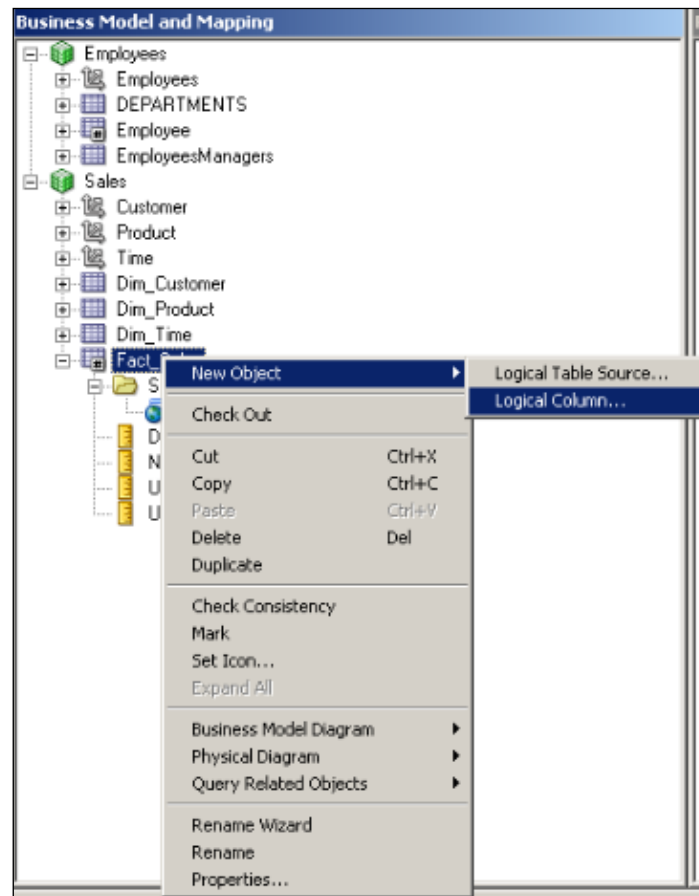 Business Model and Mapping
Employees
Employees
DEPARTMENTS
Employee
EmployeesManagers
Sales
Customer
Product
Time
Dim_Customer
Dim_Product
Dim_Time
New Object
Logical Table Source...
Logical Column...
Check Out
Cut Ctrl+X
Copy Ctrl+C
Paste Ctrl+V
Delete Del
Duplicate
Check Consistency
Mark
Set Icon...
Expand All
Business Model Diagram
Physical Diagram
Query Related Objects
Rename Wizard
Rename
Properties...